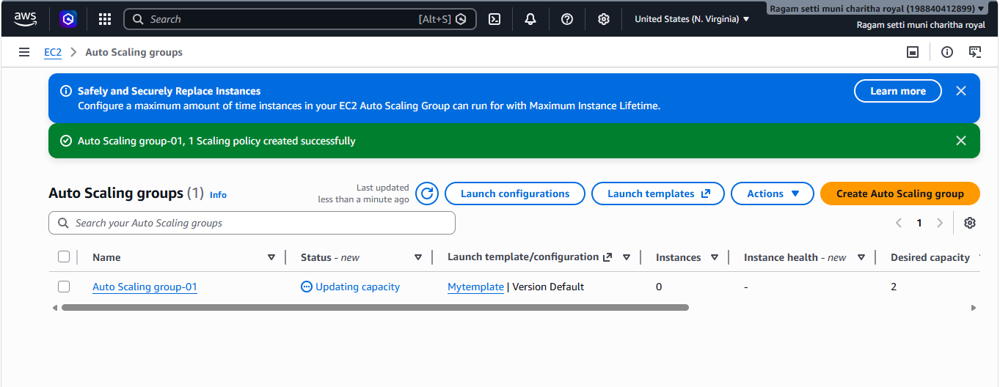 aws
Search
[Alt+S]
United States (N. Virginia)
Ragam setti muni charitha royal (198840412899)
Ragam setti muni charitha royal
EC2
Auto Scaling groups
Safely and Securely Replace Instances
Configure a maximum amount of time instances in your EC2 Auto Scaling Group can run for with Maximum Instance Lifetime.
Learn more
Auto Scaling group-01, 1 Scaling policy created successfully
Auto Scaling groups (1) Info
Last updated
less than a minute ago
Launch configurations
Launch templates
Actions
Create Auto Scaling group
Search your Auto Scaling groups
1
Name
Status - new
Launch template/configuration
Instances
Instance health - new
Desired capacity
Auto Scaling group-01
Updating capacity
Mytemplate | Version Default
0
-
2